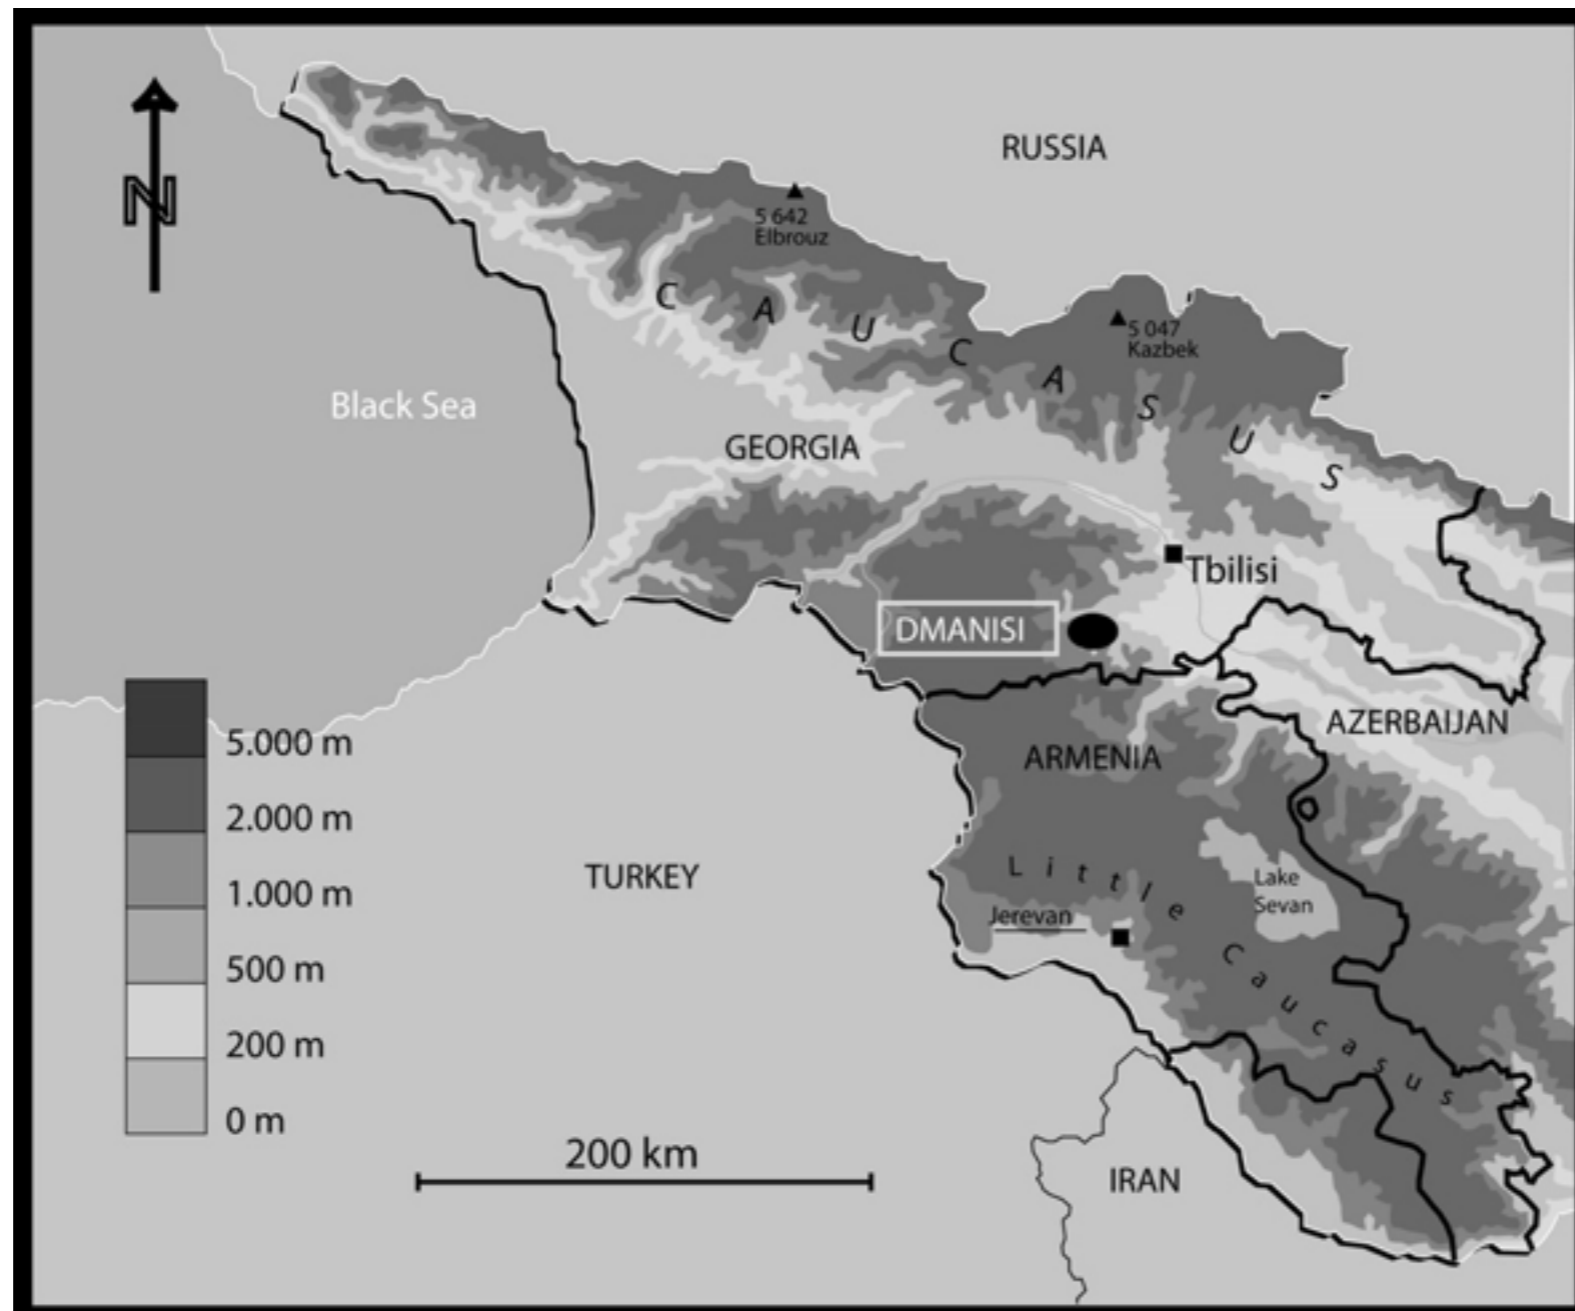 N
RUSSIA
5 642
Elbrouz
CAUCASUS
5 047
Kazbek
Black Sea
GEORGIA
Tbilisi
DMANISI
AZERBAIJAN
ARMENIA
5.000 m
2.000 m
1.000 m
500 m
200 m
0 m
TURKEY
Little Caucasus
Lake
Sevan
Jerevan
200 km
IRAN